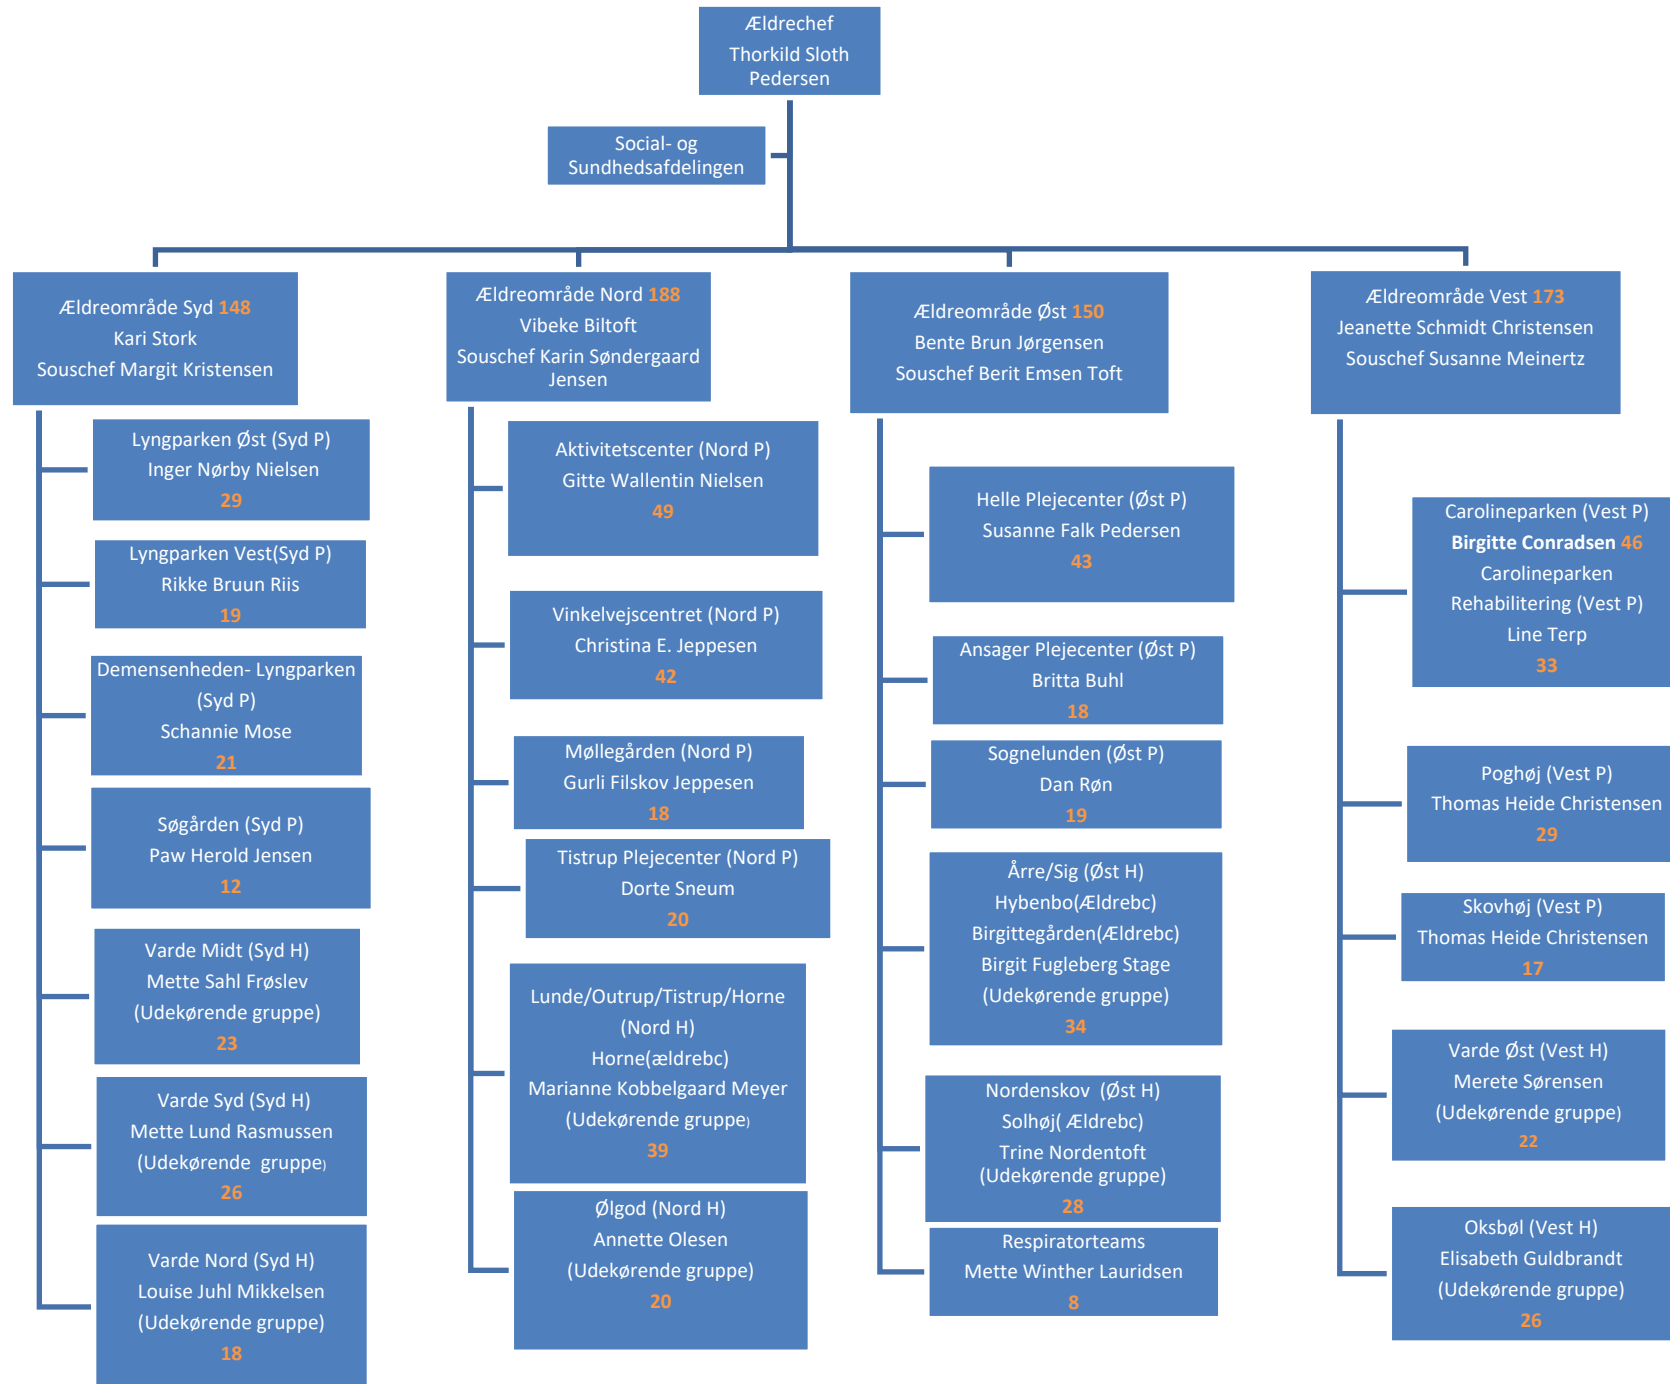 Ældrechef
Thorkild Sloth
Pedersen
Social- og
Sundhedsafdelingen
Ældreområde Syd 148
Kari Stork
Souschef Margit Kristensen
Lyngparken Øst (Syd P)
Inger Nørby Nielsen
29
Lyngparken Vest(Syd P)
Rikke Bruun Riis
19
Demensenheden- Lyngparken
(Syd P)
Schannie Mose
21
Søgården (Syd P)
Paw Herold Jensen
12
Varde Midt (Syd H)
Mette Sahl Frøslev
(Udekørende gruppe)
23
Varde Syd (Syd H)
Mette Lund Rasmussen
(Udekørende  gruppe)
26
Varde Nord (Syd H)
Louise Juhl Mikkelsen
(Udekørende gruppe)
18
Ældreområde Nord 188
Vibeke Biltoft
Souschef Karin Søndergaard
Jensen
Aktivitetscenter (Nord P)
Gitte Wallentin Nielsen
49
Vinkelvejscentret (Nord P)
Christina E. Jeppesen
42
Møllegården (Nord P)
Gurli Filskov Jeppesen
18
Tistrup Plejecenter (Nord P)
Dorte Sneum
20
Lunde/Outrup/Tistrup/Horne
(Nord H)
Horne(ældrebc)
Marianne Kobbelgaard Meyer
(Udekørende gruppe)
39
Ølgod (Nord H)
Annette Olesen
(Udekørende gruppe)
20
Ældreområde Øst 150
Bente Brun Jørgensen
Souschef Berit Emsen Toft
Helle Plejecenter (Øst P)
Susanne Falk Pedersen
43
Ansager Plejecenter (Øst P)
Britta Buhl
18
Sognelunden (Øst P)
Dan Røn
19
Årre/Sig (Øst H)
Hybenbo(Ældrebc)
Birgittegården(Ældrebc)
Birgit Fugleberg Stage
(Udekørende gruppe)
34
Nordenskov  (Øst H)
Solhøj( Ældrebc)
Trine Nordentoft
(Udekørende gruppe)
28
Respiratorteams
Mette Winther Lauridsen
8
Ældreområde Vest 173
Jeanette Schmidt Christensen
Souschef Susanne Meinertz
Carolineparken (Vest P)
Birgitte Conradsen 46
Carolineparken
Rehabilitering (Vest P)
Line Terp
33
Poghøj (Vest P)
Thomas Heide Christensen
29
Skovhøj (Vest P)
Thomas Heide Christensen
17
Varde Øst (Vest H)
Merete Sørensen
(Udekørende gruppe)
22
Oksbøl (Vest H)
Elisabeth Guldbrandt
(Udekørende gruppe)
26